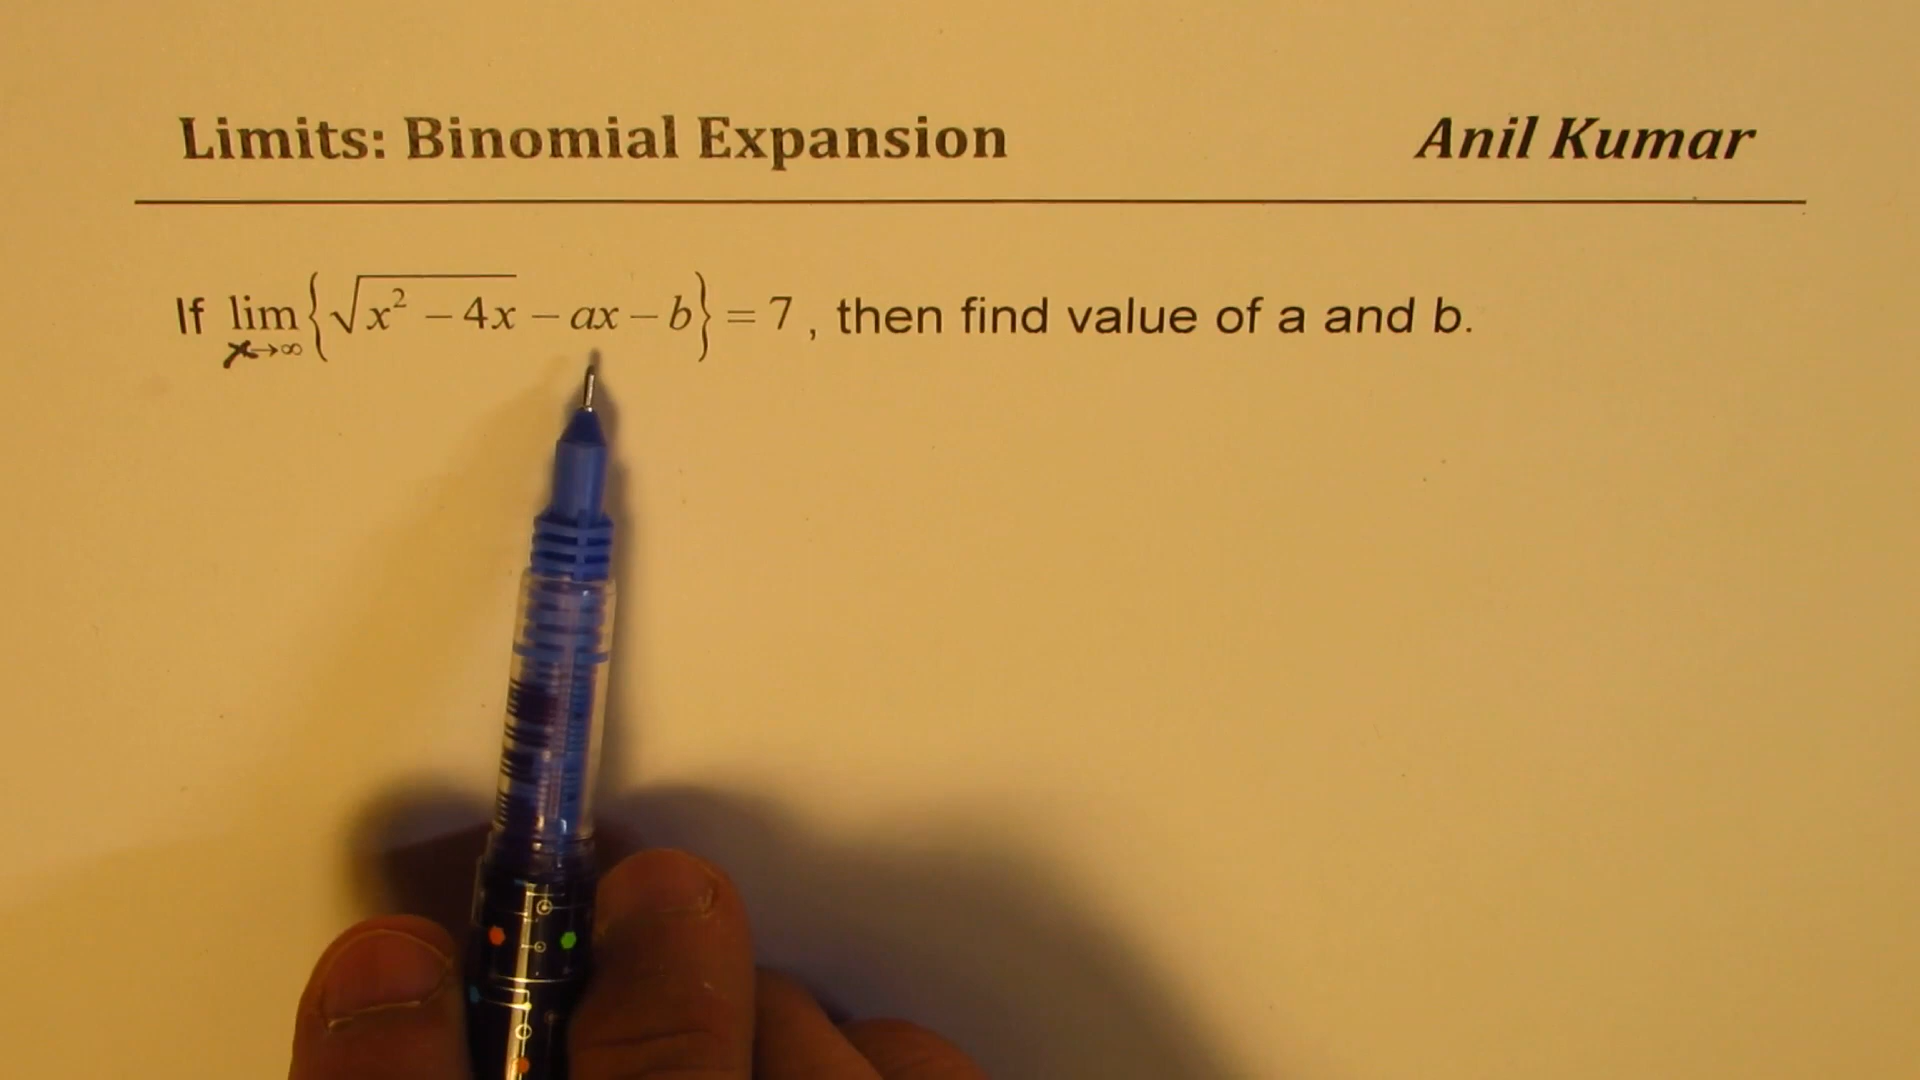 Limits: Binomial Expansion Anil Kumar
If lim x→∞ {√(x² − 4x) − ax − b} = 7 , then find value of a and b.